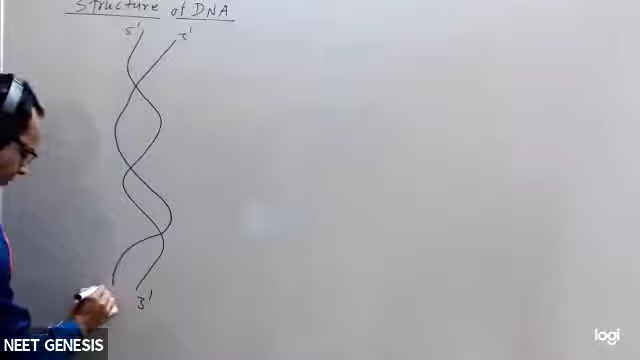 Structure of DNA
5' 3'
3'
NEET GENESIS
logi